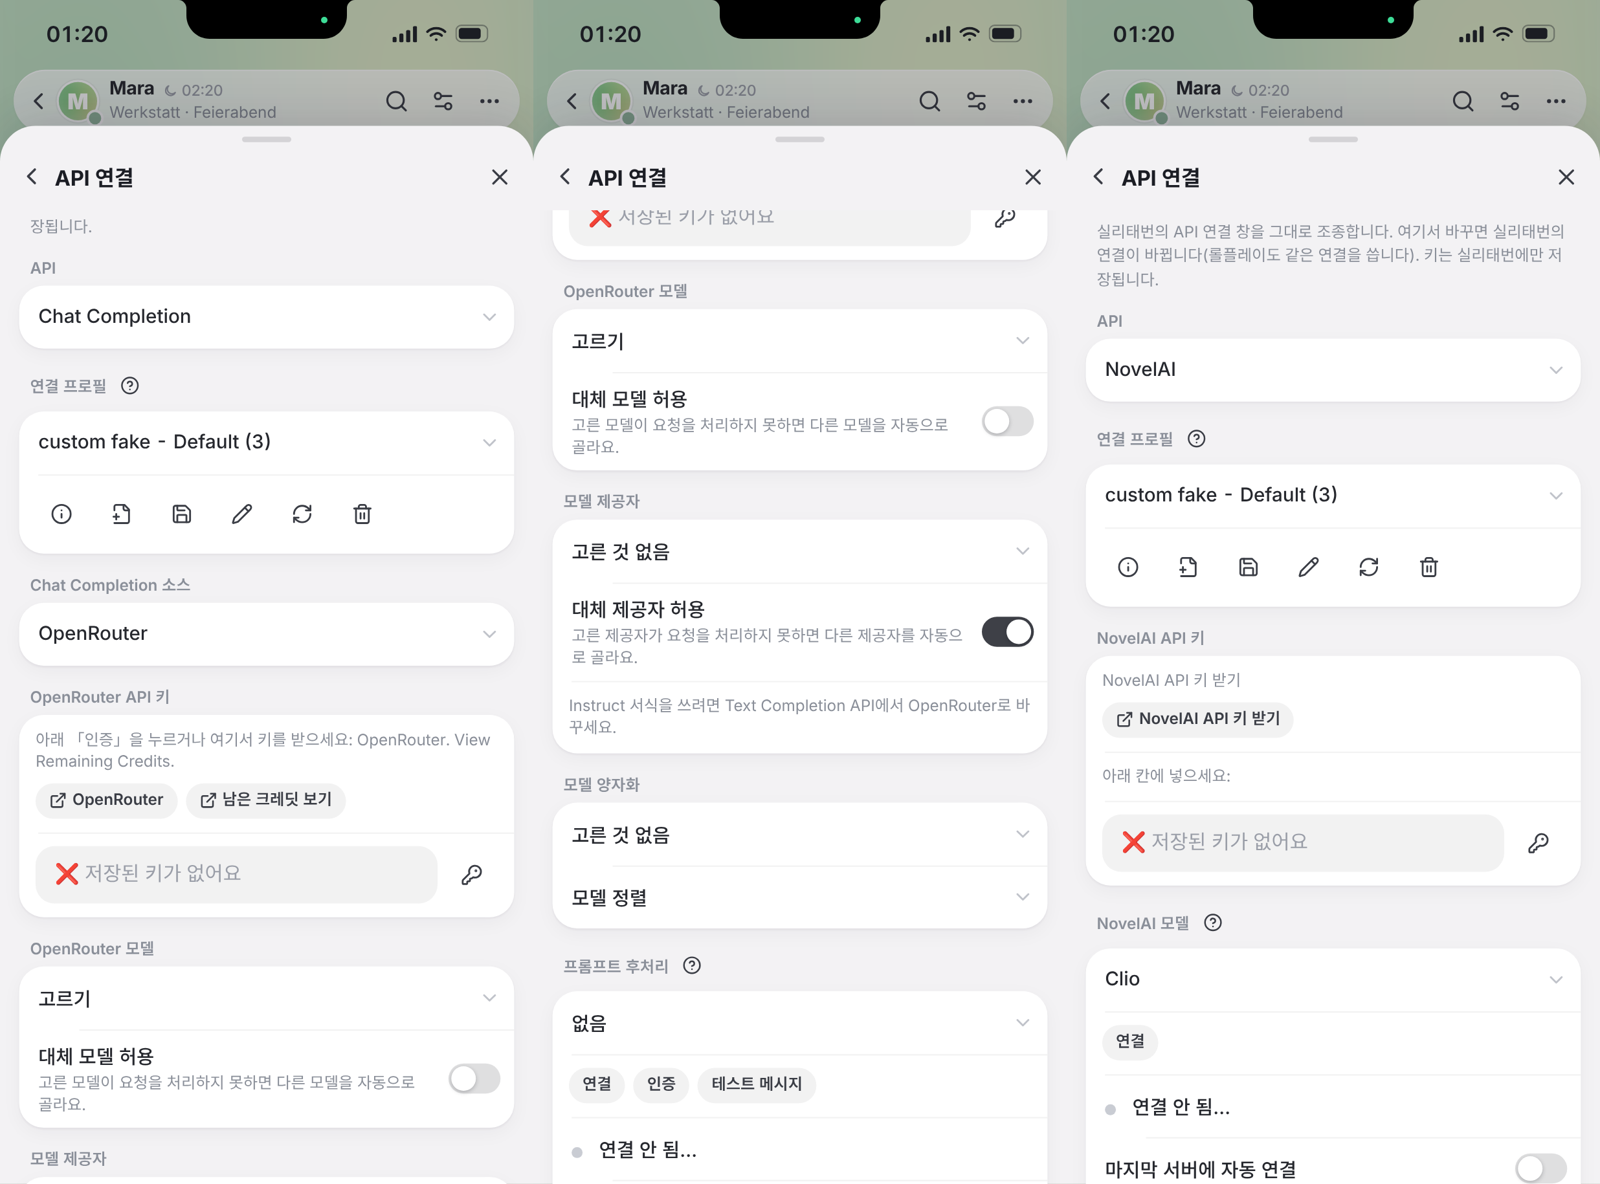 01:20
Mara 02:20
Werkstatt · Feierabend
API 연결
장됩니다.
API
Chat Completion
연결 프로필
custom fake - Default (3)
Chat Completion 소스
OpenRouter
OpenRouter API 키
아래 「인증」을 누르거나 여기서 키를 받으세요: OpenRouter. View
Remaining Credits.
OpenRouter
남은 크레딧 보기
❌ 저장된 키가 없어요
OpenRouter 모델
고르기
대체 모델 허용
고른 모델이 요청을 처리하지 못하면 다른 모델을 자동으로
골라요.
모델 제공자
01:20
Mara 02:20
Werkstatt · Feierabend
API 연결
❌ 저장된 키가 없어요
OpenRouter 모델
고르기
대체 모델 허용
고른 모델이 요청을 처리하지 못하면 다른 모델을 자동으로
골라요.
모델 제공자
고른 것 없음
대체 제공자 허용
고른 제공자가 요청을 처리하지 못하면 다른 제공자를 자동으
로 골라요.
Instruct 서식을 쓰려면 Text Completion API에서 OpenRouter로 바
꾸세요.
모델 양자화
고른 것 없음
모델 정렬
프롬프트 후처리
없음
연결
인증
테스트 메시지
연결 안 됨...
01:20
Mara 02:20
Werkstatt · Feierabend
API 연결
실리태번의 API 연결 창을 그대로 조종합니다. 여기서 바꾸면 실리태번의
연결이 바뀝니다(롤플레이도 같은 연결을 씁니다). 키는 실리태번에만 저
장됩니다.
API
NovelAI
연결 프로필
custom fake - Default (3)
NovelAI API 키
NovelAI API 키 받기
NovelAI API 키 받기
아래 칸에 넣으세요:
❌ 저장된 키가 없어요
NovelAI 모델
Clio
연결
연결 안 됨...
마지막 서버에 자동 연결